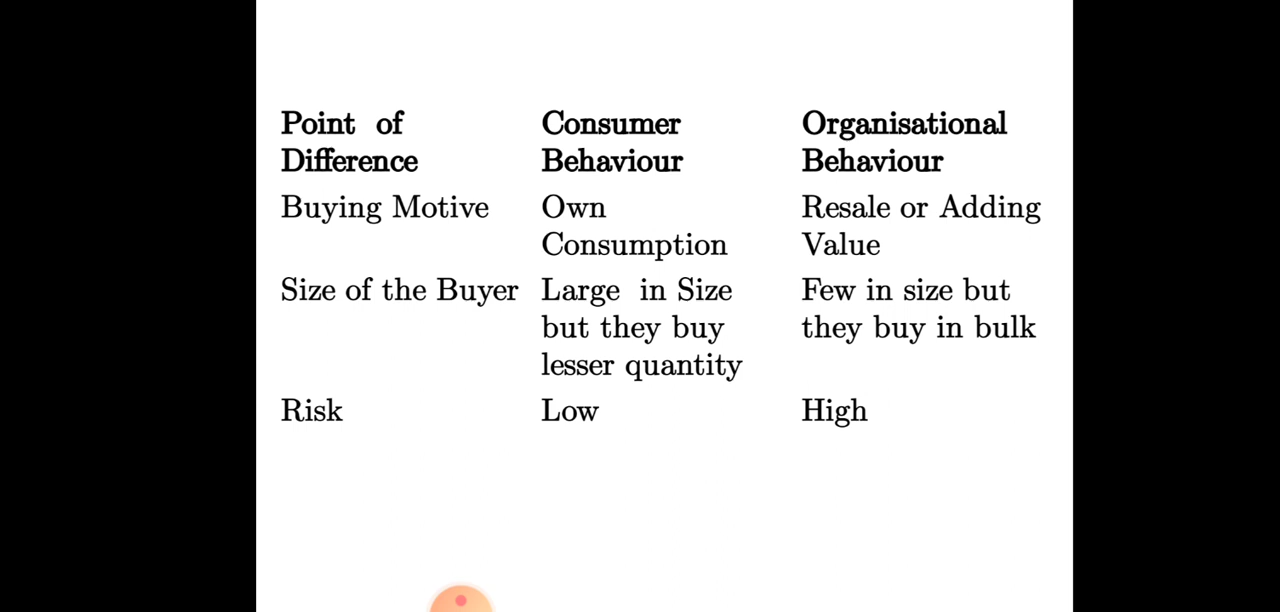 Point of Difference Consumer Behaviour Organisational Behaviour
Buying Motive Own Consumption Resale or Adding Value
Size of the Buyer Large in Size but they buy lesser quantity Few in size but they buy in bulk
Risk Low High